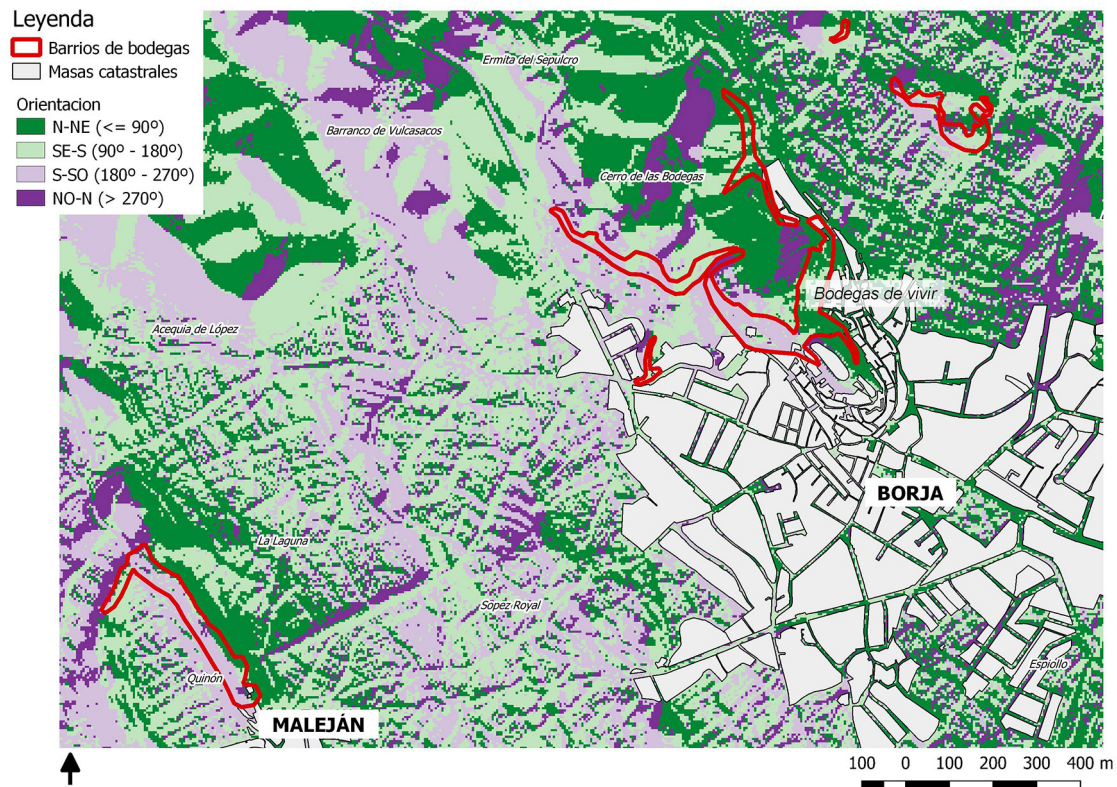 Leyenda
Barrios de bodegas
Masas catastrales
Orientacion
N-NE (<= 90º)
SE-S (90º - 180º)
S-SO (180º - 270º)
NO-N (> 270º)
Ermita del Sepulcro
Barranco de Vulcasacos
Cerro de las Bodegas
Bodegas de vivir
Acequia de López
BORJA
La Laguna
Sopez Royal
Espiollo
Quinón
MALEJÁN
100 0 100 200 300 400 m